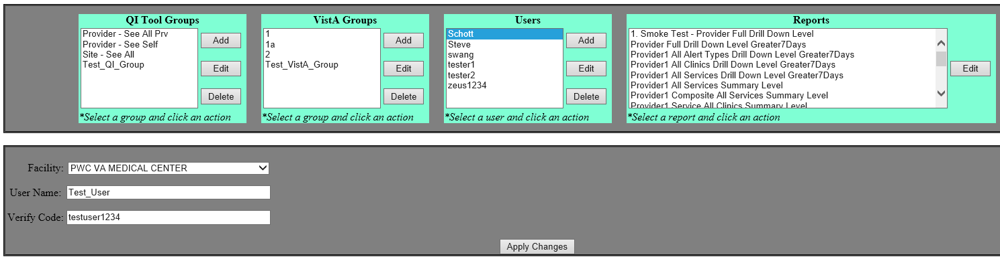 QI Tool Groups
Provider - See All Prv
Provider - See Self
Site - See All
Test_QI_Group
Add
Edit
Delete
*Select a group and click an action
VistA Groups
1
1a
2
Test_VistA_Group
Add
Edit
Delete
*Select a group and click an action
Users
Schott
Steve
swang
tester1
tester2
zeus1234
Add
Edit
Delete
*Select a user and click an action
Reports
1. Smoke Test - Provider Full Drill Down Level
Provider Full Drill Down Level Greater7Days
Provider1 All Alert Types Drill Down Level Greater7Days
Provider1 All Clinics Drill Down Level Greater7Days
Provider1 All Services Drill Down Level Greater7Days
Provider1 All Services Summary Level
Provider1 Composite All Services Summary Level
Provider1 Service All Clinics Summary Level
Edit
*Select a report and click an action
Facility: PWC VA MEDICAL CENTER
User Name: Test_User
Verify Code: testuser1234
Apply Changes